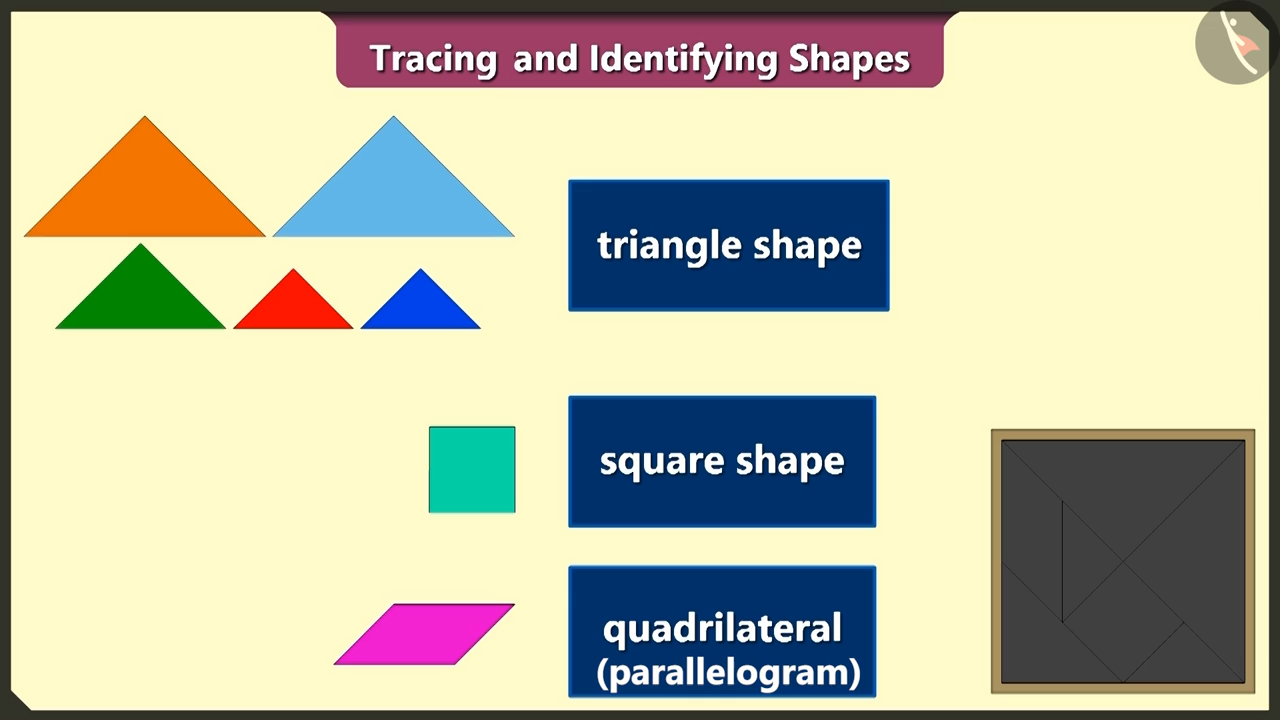 Tracing and Identifying Shapes
triangle shape
square shape
quadrilateral
(parallelogram)